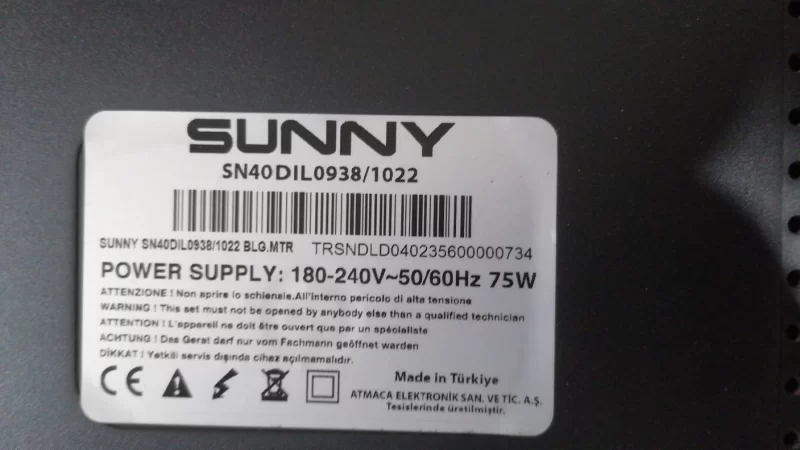 SUNNY
SN40DIL0938/1022
SUNNY SN40DIL0938/1022 BLG.MTR TRSNDLD040235600000734
POWER SUPPLY: 180-240V~50/60Hz 75W
ATTENZIONE ! Non aprire lo schienale.All'interno pericolo di alta tensione
WARNING ! This set must not be opened by anybody else than a qualified technician
ATTENTION ! L'appareil ne doit être ouvert que par un spécialiste
ACHTUNG ! Das Gerat darf nur vom Fachmann geöffnet warden
DİKKAT ! Yetkili servis dışında cihaz açılmamalıdır.
CE
Made in Türkiye
ATMACA ELEKTRONİK SAN. VE TİC. A.Ş.
Tesislerinde üretilmiştir.